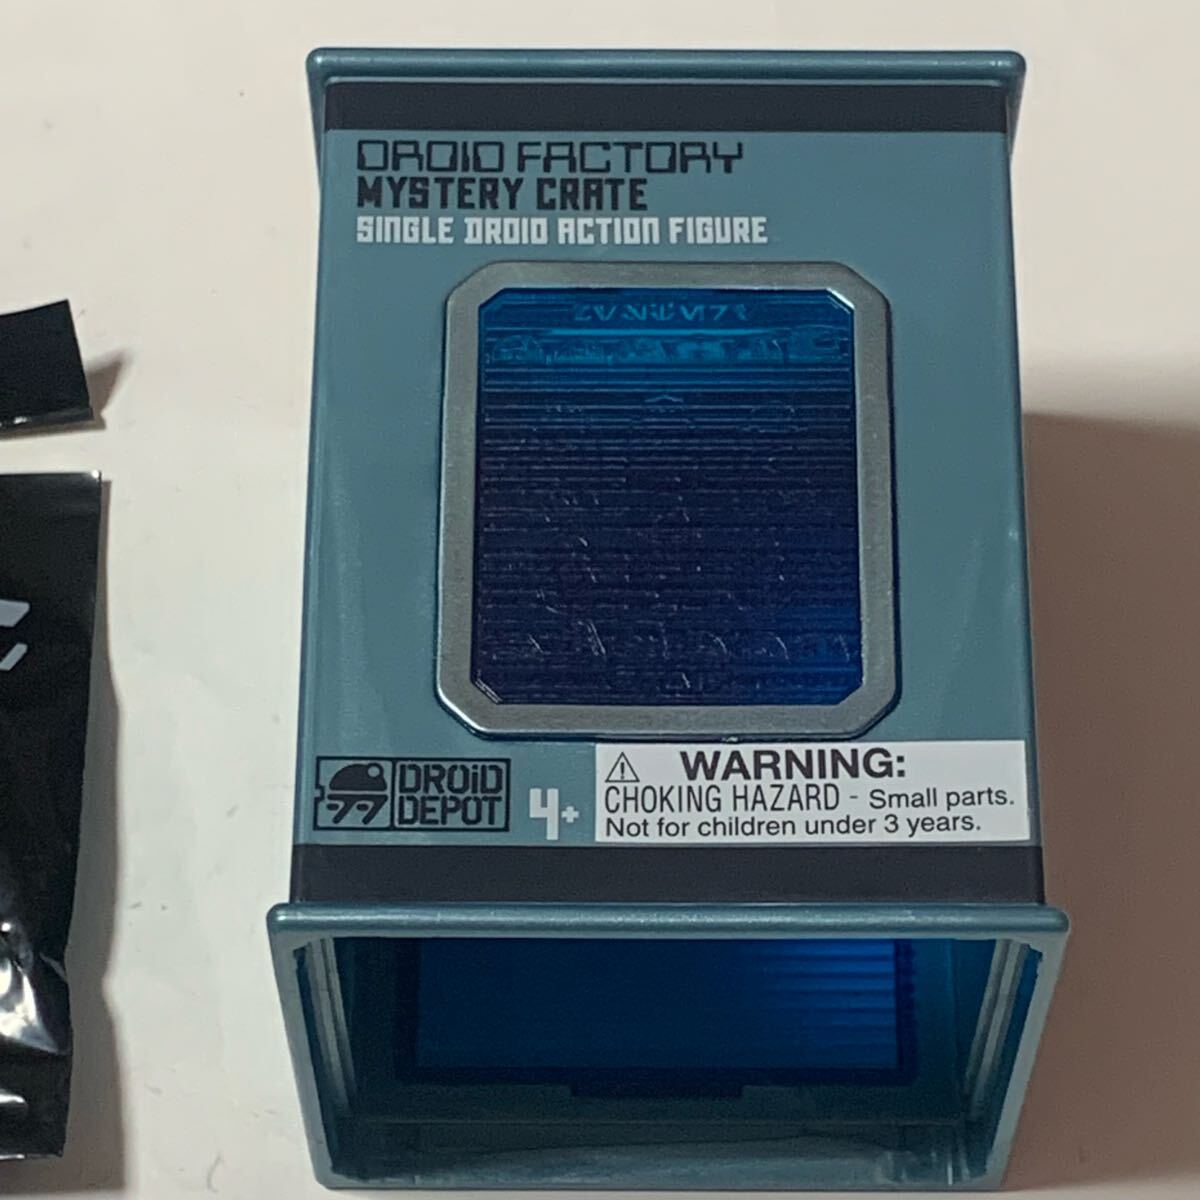 DROID FACTORY
MYSTERY CRATE
SINGLE DROID ACTION FIGURE
DROiD
DEPOT
4+
WARNING:
CHOKING HAZARD - Small parts.
Not for children under 3 years.